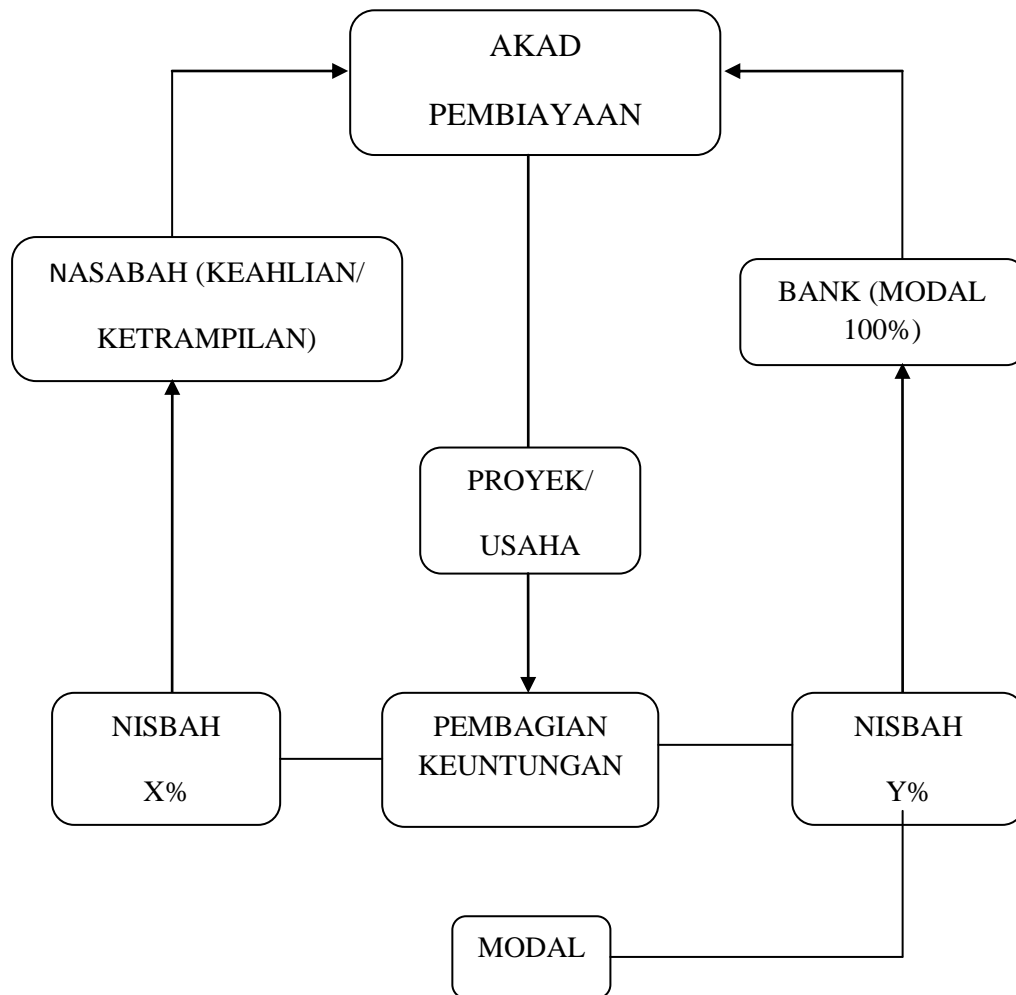 AKAD
PEMBIAYAAN
NASABAH (KEAHLIAN/
KETRAMPILAN)
BANK (MODAL
100%)
PROYEK/
USAHA
NISBAH
X%
PEMBAGIAN
KEUNTUNGAN
NISBAH
Y%
MODAL